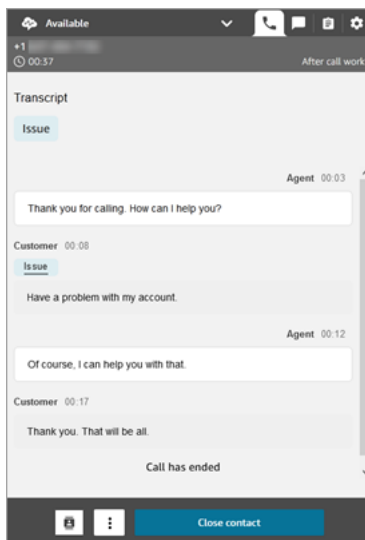 Available
+1
00:37
After call work
Transcript
Issue
Agent 00:03
Thank you for calling. How can I help you?
Customer 00:08
Issue
Have a problem with my account.
Agent 00:12
Of course, I can help you with that.
Customer 00:17
Thank you. That will be all.
Call has ended
Close contact